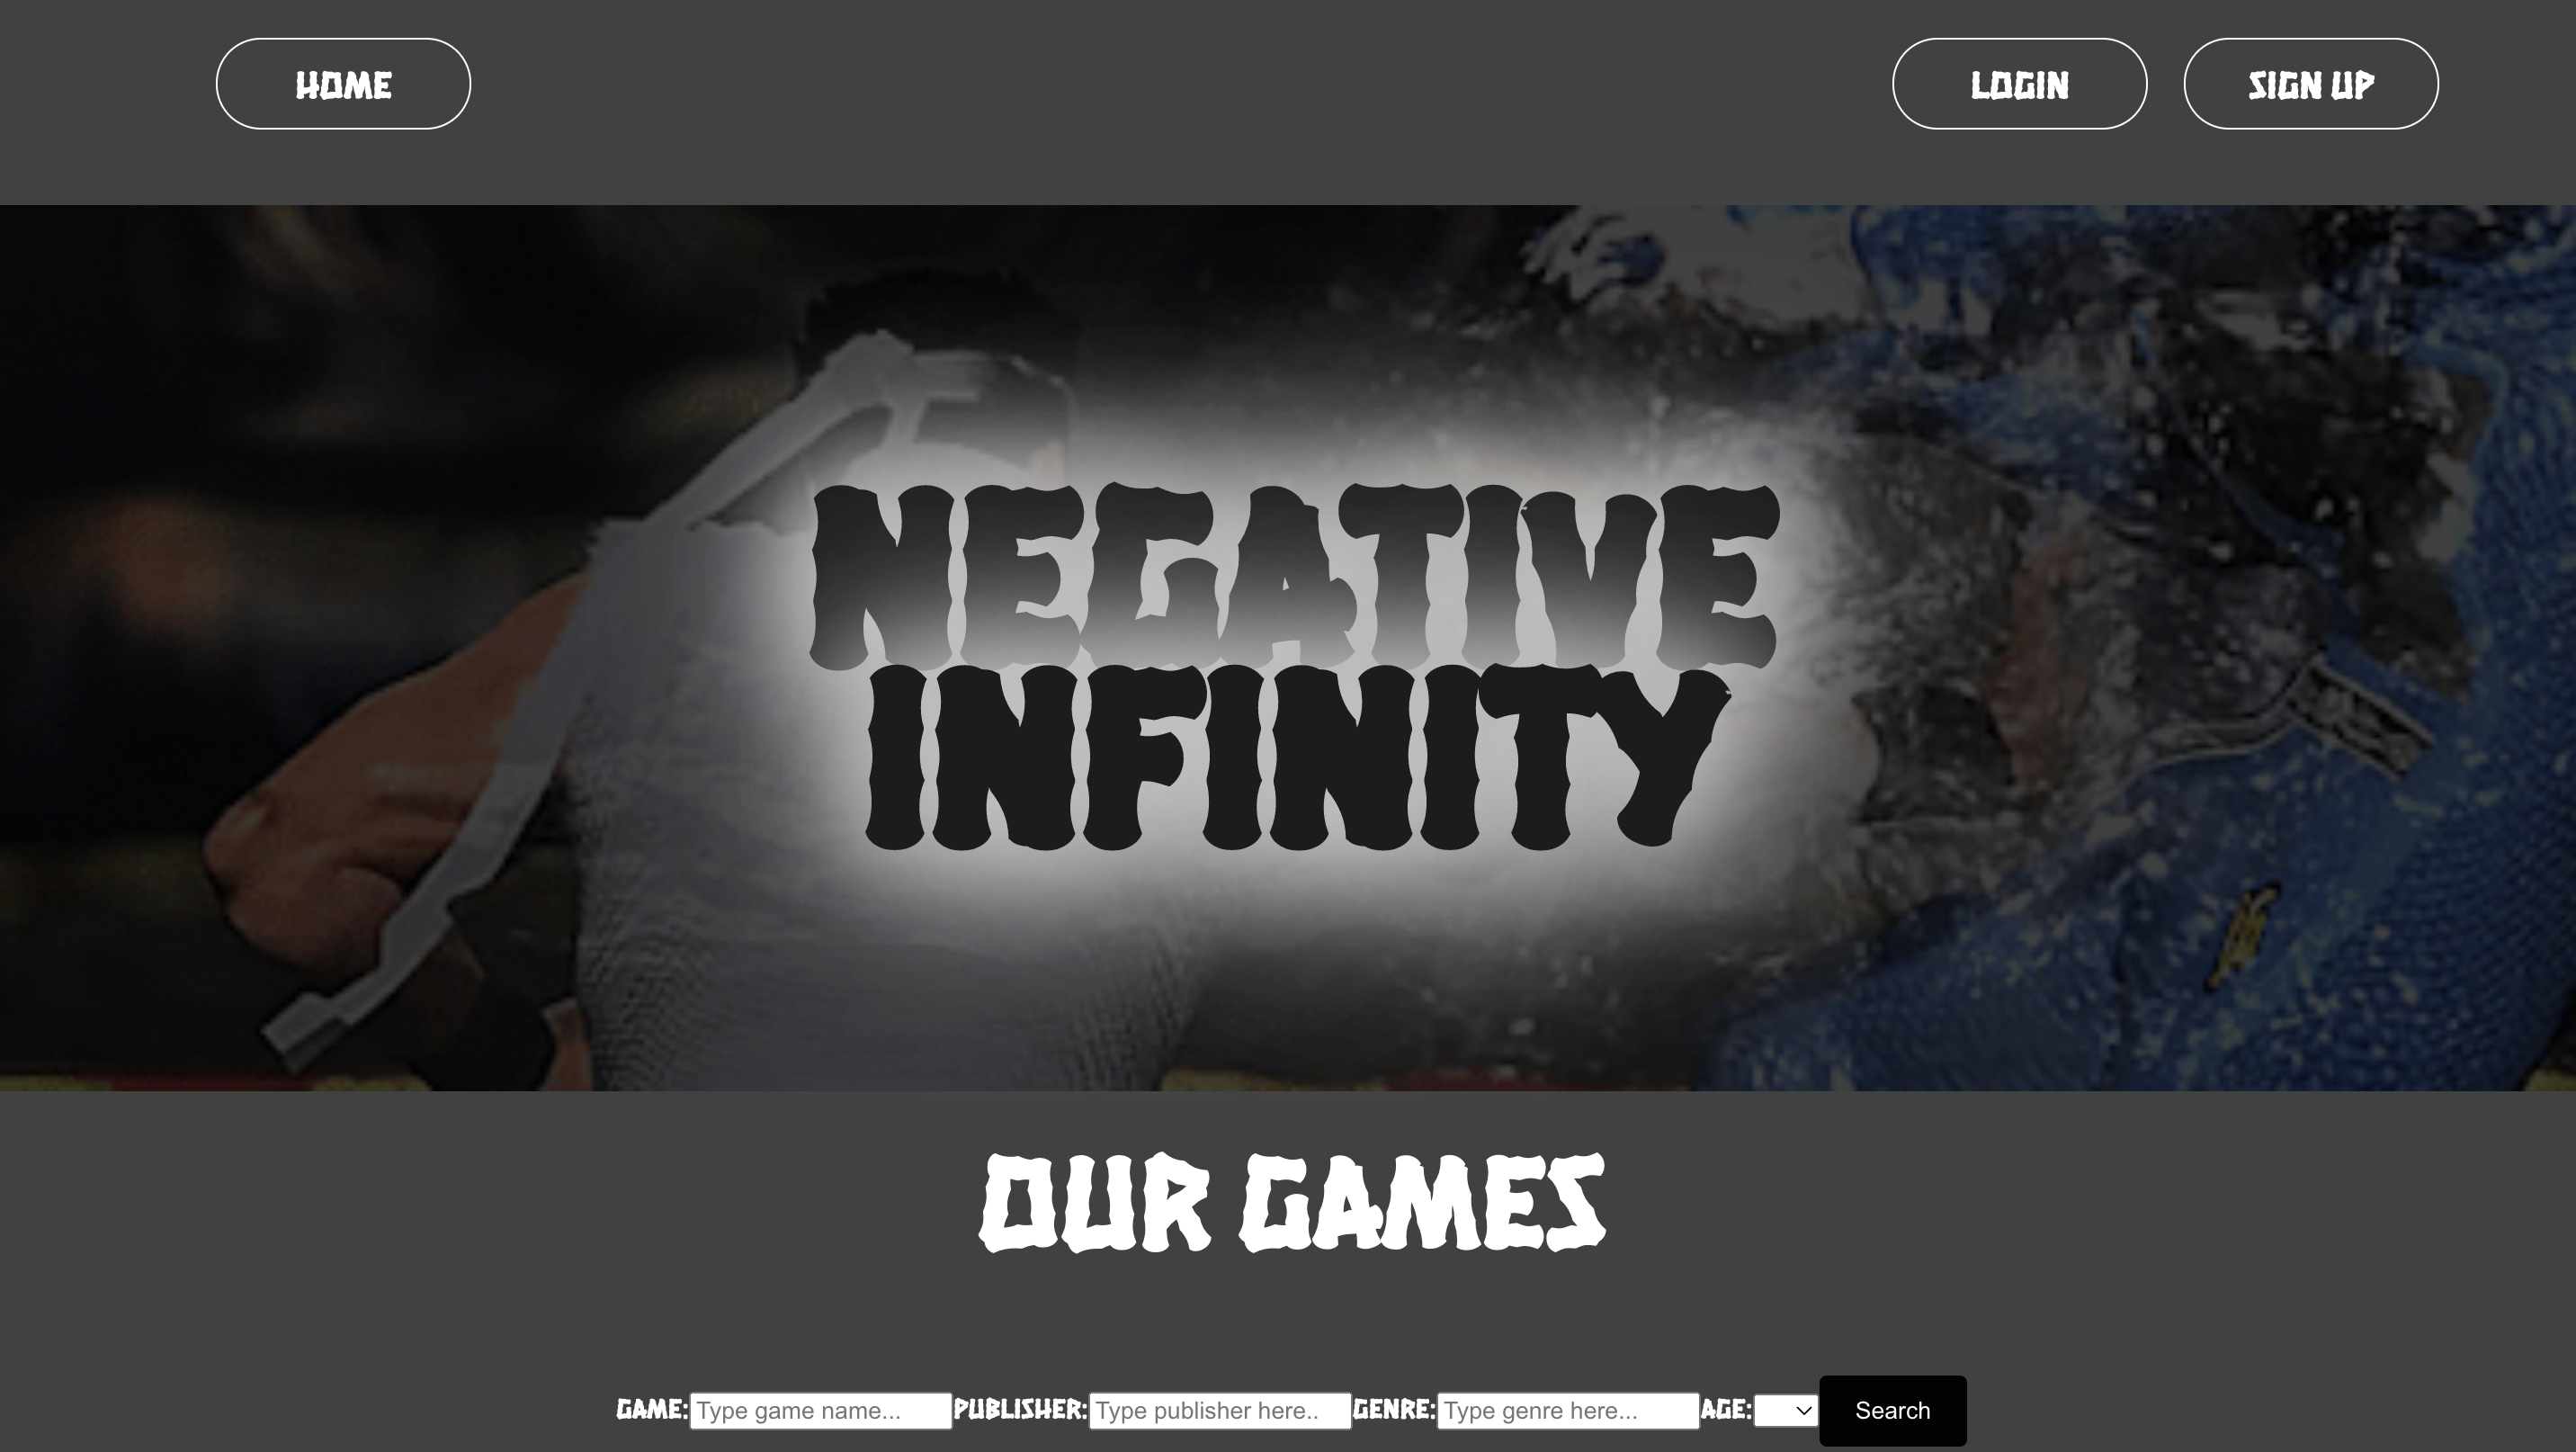 HOME
LOGIN
SIGN UP
NEGATIVE
INFINITY
OUR GAMES
GAME: Type game name... PUBLISHER: Type publisher here.. GENRE: Type genre here... AGE: Search